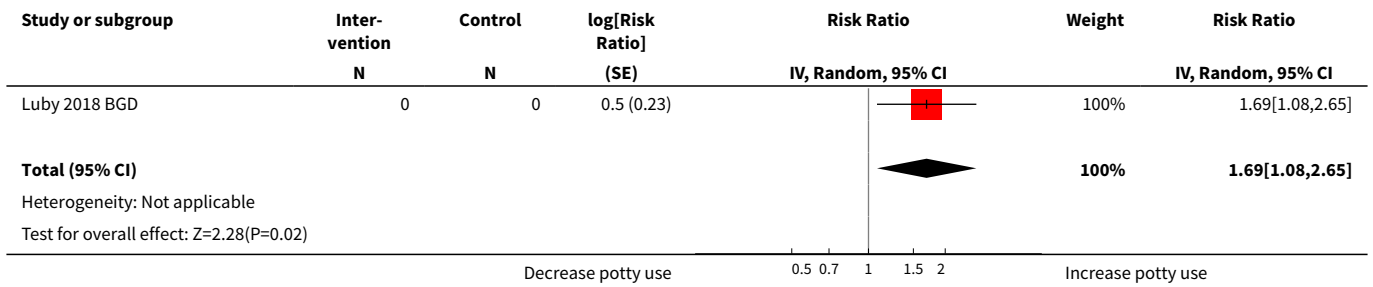 Study or subgroup Inter- Control log[Risk Risk Ratio Weight Risk Ratio
vention Ratio]
N N (SE) IV, Random, 95% CI IV, Random, 95% CI
Luby 2018 BGD 0 0 0.5 (0.23) 100% 1.69[1.08,2.65]
Total (95% CI) 100% 1.69[1.08,2.65]
Heterogeneity: Not applicable
Test for overall effect: Z=2.28(P=0.02)
Decrease potty use 0.5 0.7 1 1.5 2 Increase potty use